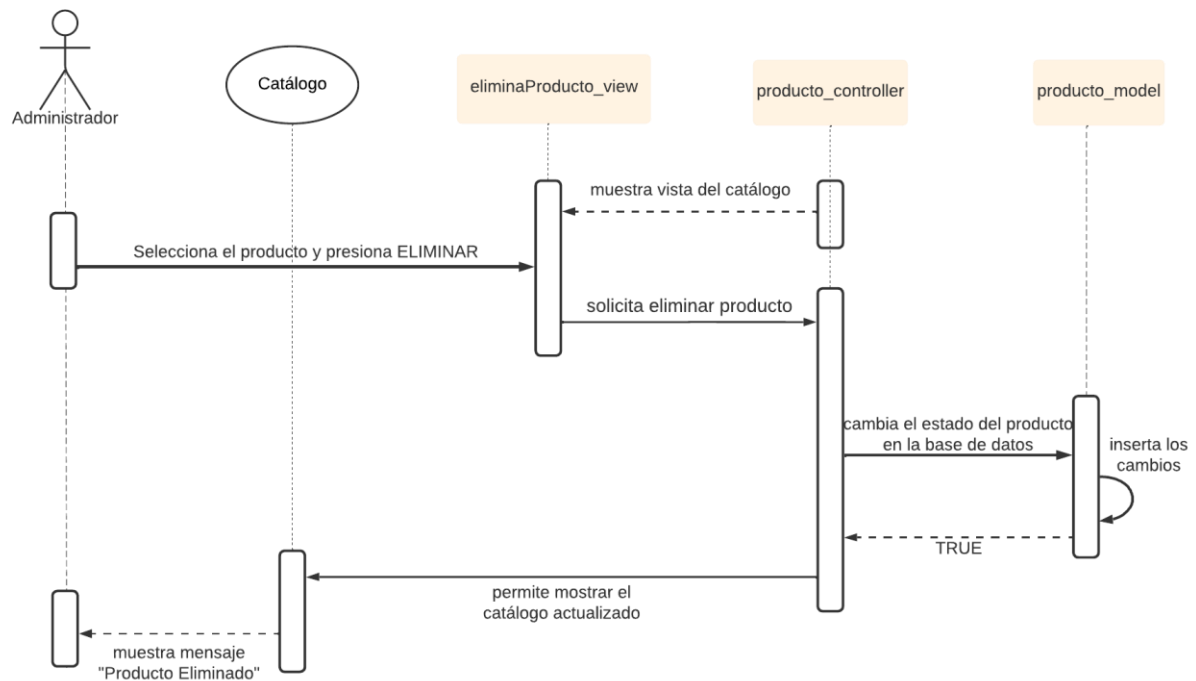 Administrador
Catálogo
eliminaProducto_view
producto_controller
producto_model
muestra vista del catálogo
Selecciona el producto y presiona ELIMINAR
solicita eliminar producto
cambia el estado del producto
en la base de datos
inserta los
cambios
TRUE
permite mostrar el
catálogo actualizado
muestra mensaje
"Producto Eliminado"